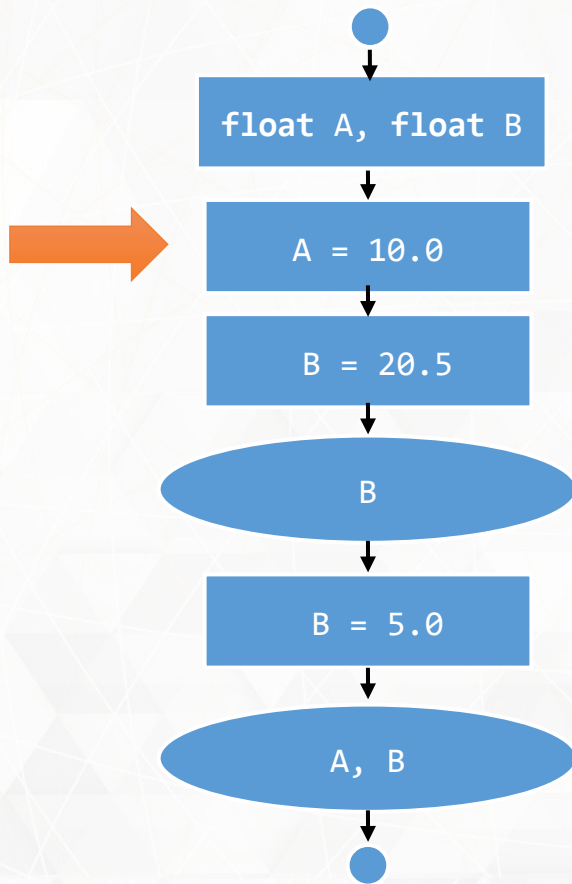 float A, float B
A = 10.0
B = 20.5
B
B = 5.0
A, B